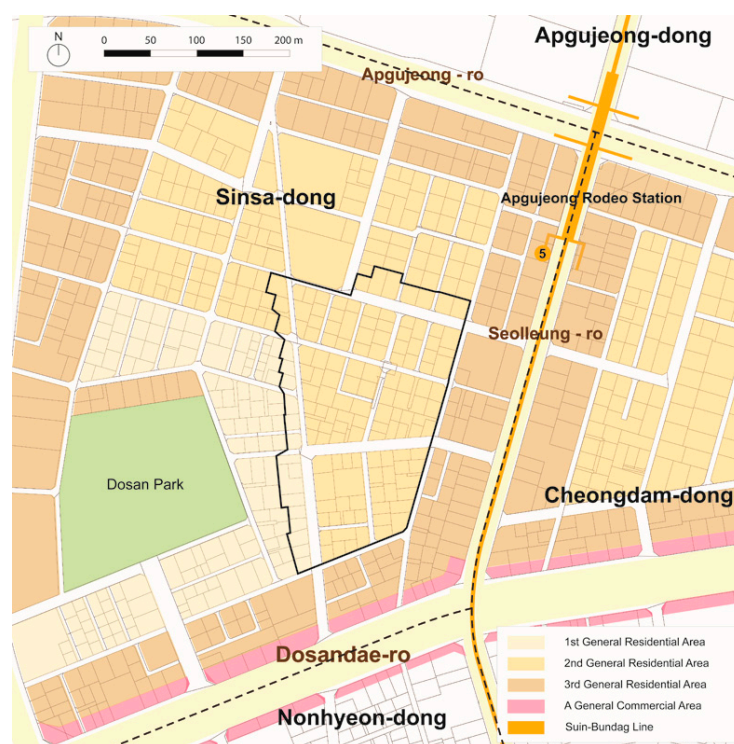 N
0 50 100 150 200 m
Apgujeong-dong
Apgujeong - ro
Sinsa-dong
Apgujeong Rodeo Station
5
Seolleung - ro
Dosan Park
Cheongdam-dong
Dosandae-ro
Nonhyeon-dong
1st General Residential Area
2nd General Residential Area
3rd General Residential Area
A General Commercial Area
Suin-Bundag Line